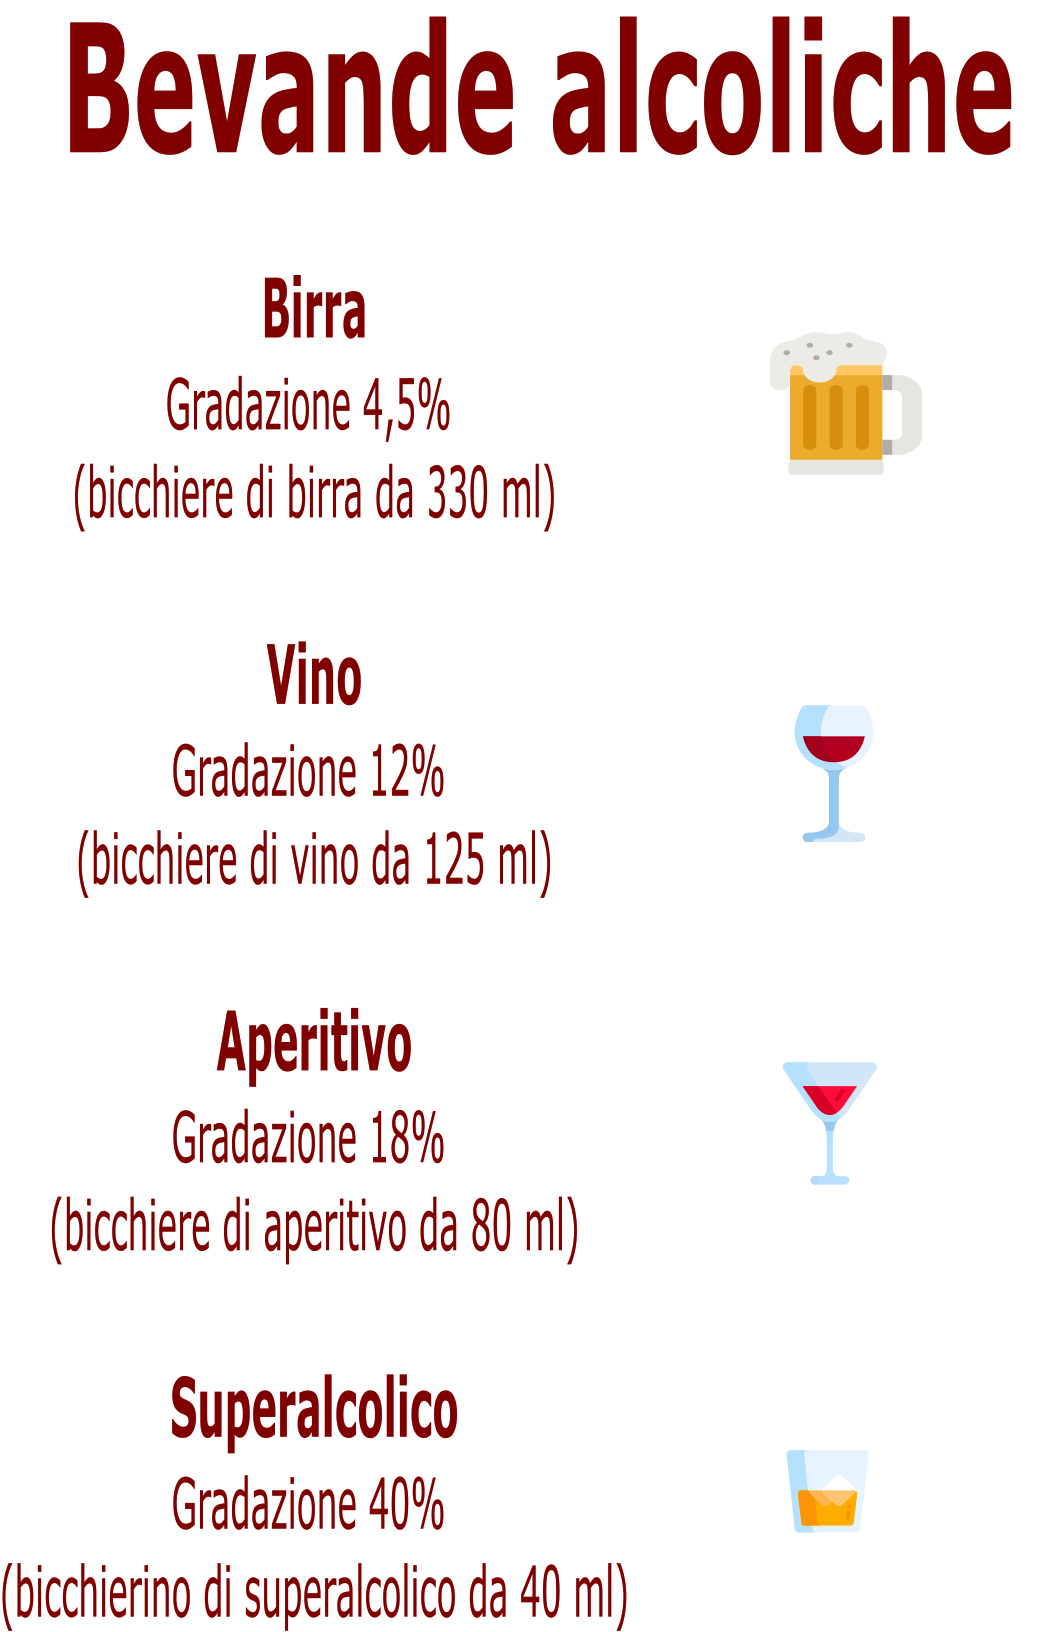 Bevande alcoliche
Birra
Gradazione 4,5%
(bicchiere di birra da 330 ml)
Vino
Gradazione 12%
(bicchiere di vino da 125 ml)
Aperitivo
Gradazione 18%
(bicchiere di aperitivo da 80 ml)
Superalcolico
Gradazione 40%
(bicchierino di superalcolico da 40 ml)